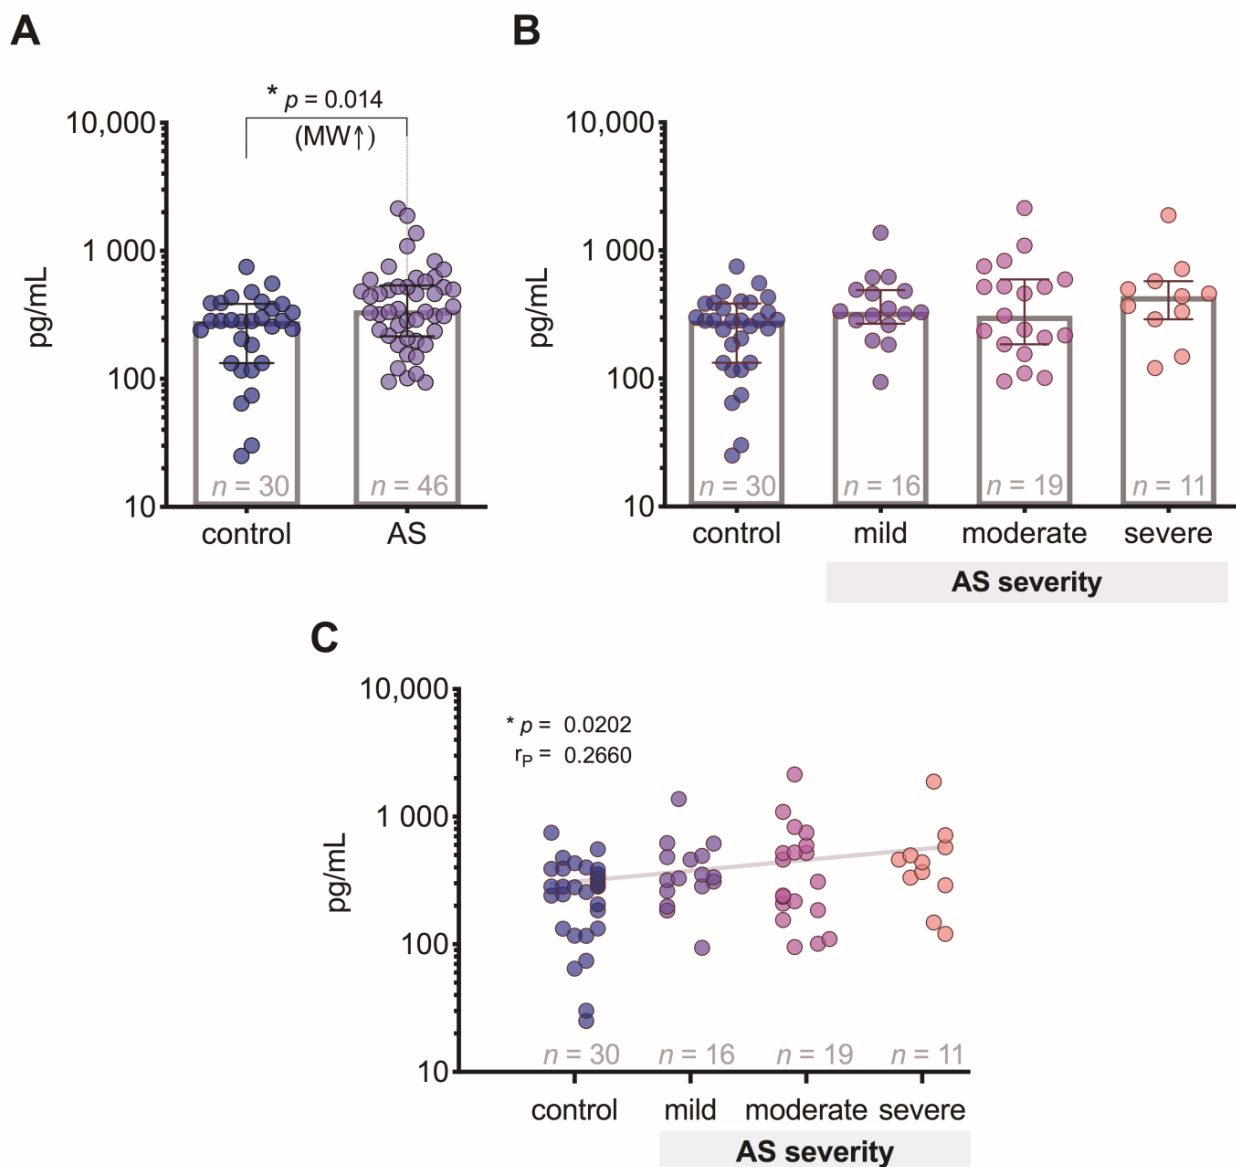 A
* p = 0.014
(MW↑)
10,000
1 000
100
10
pg/mL
n = 30
n = 46
control
AS
B
10,000
1 000
100
10
pg/mL
n = 30
n = 16
n = 19
n = 11
control
mild
moderate
severe
AS severity
C
10,000
1 000
100
10
pg/mL
* p = 0.0202
rP = 0.2660
n = 30
n = 16
n = 19
n = 11
control
mild
moderate
severe
AS severity